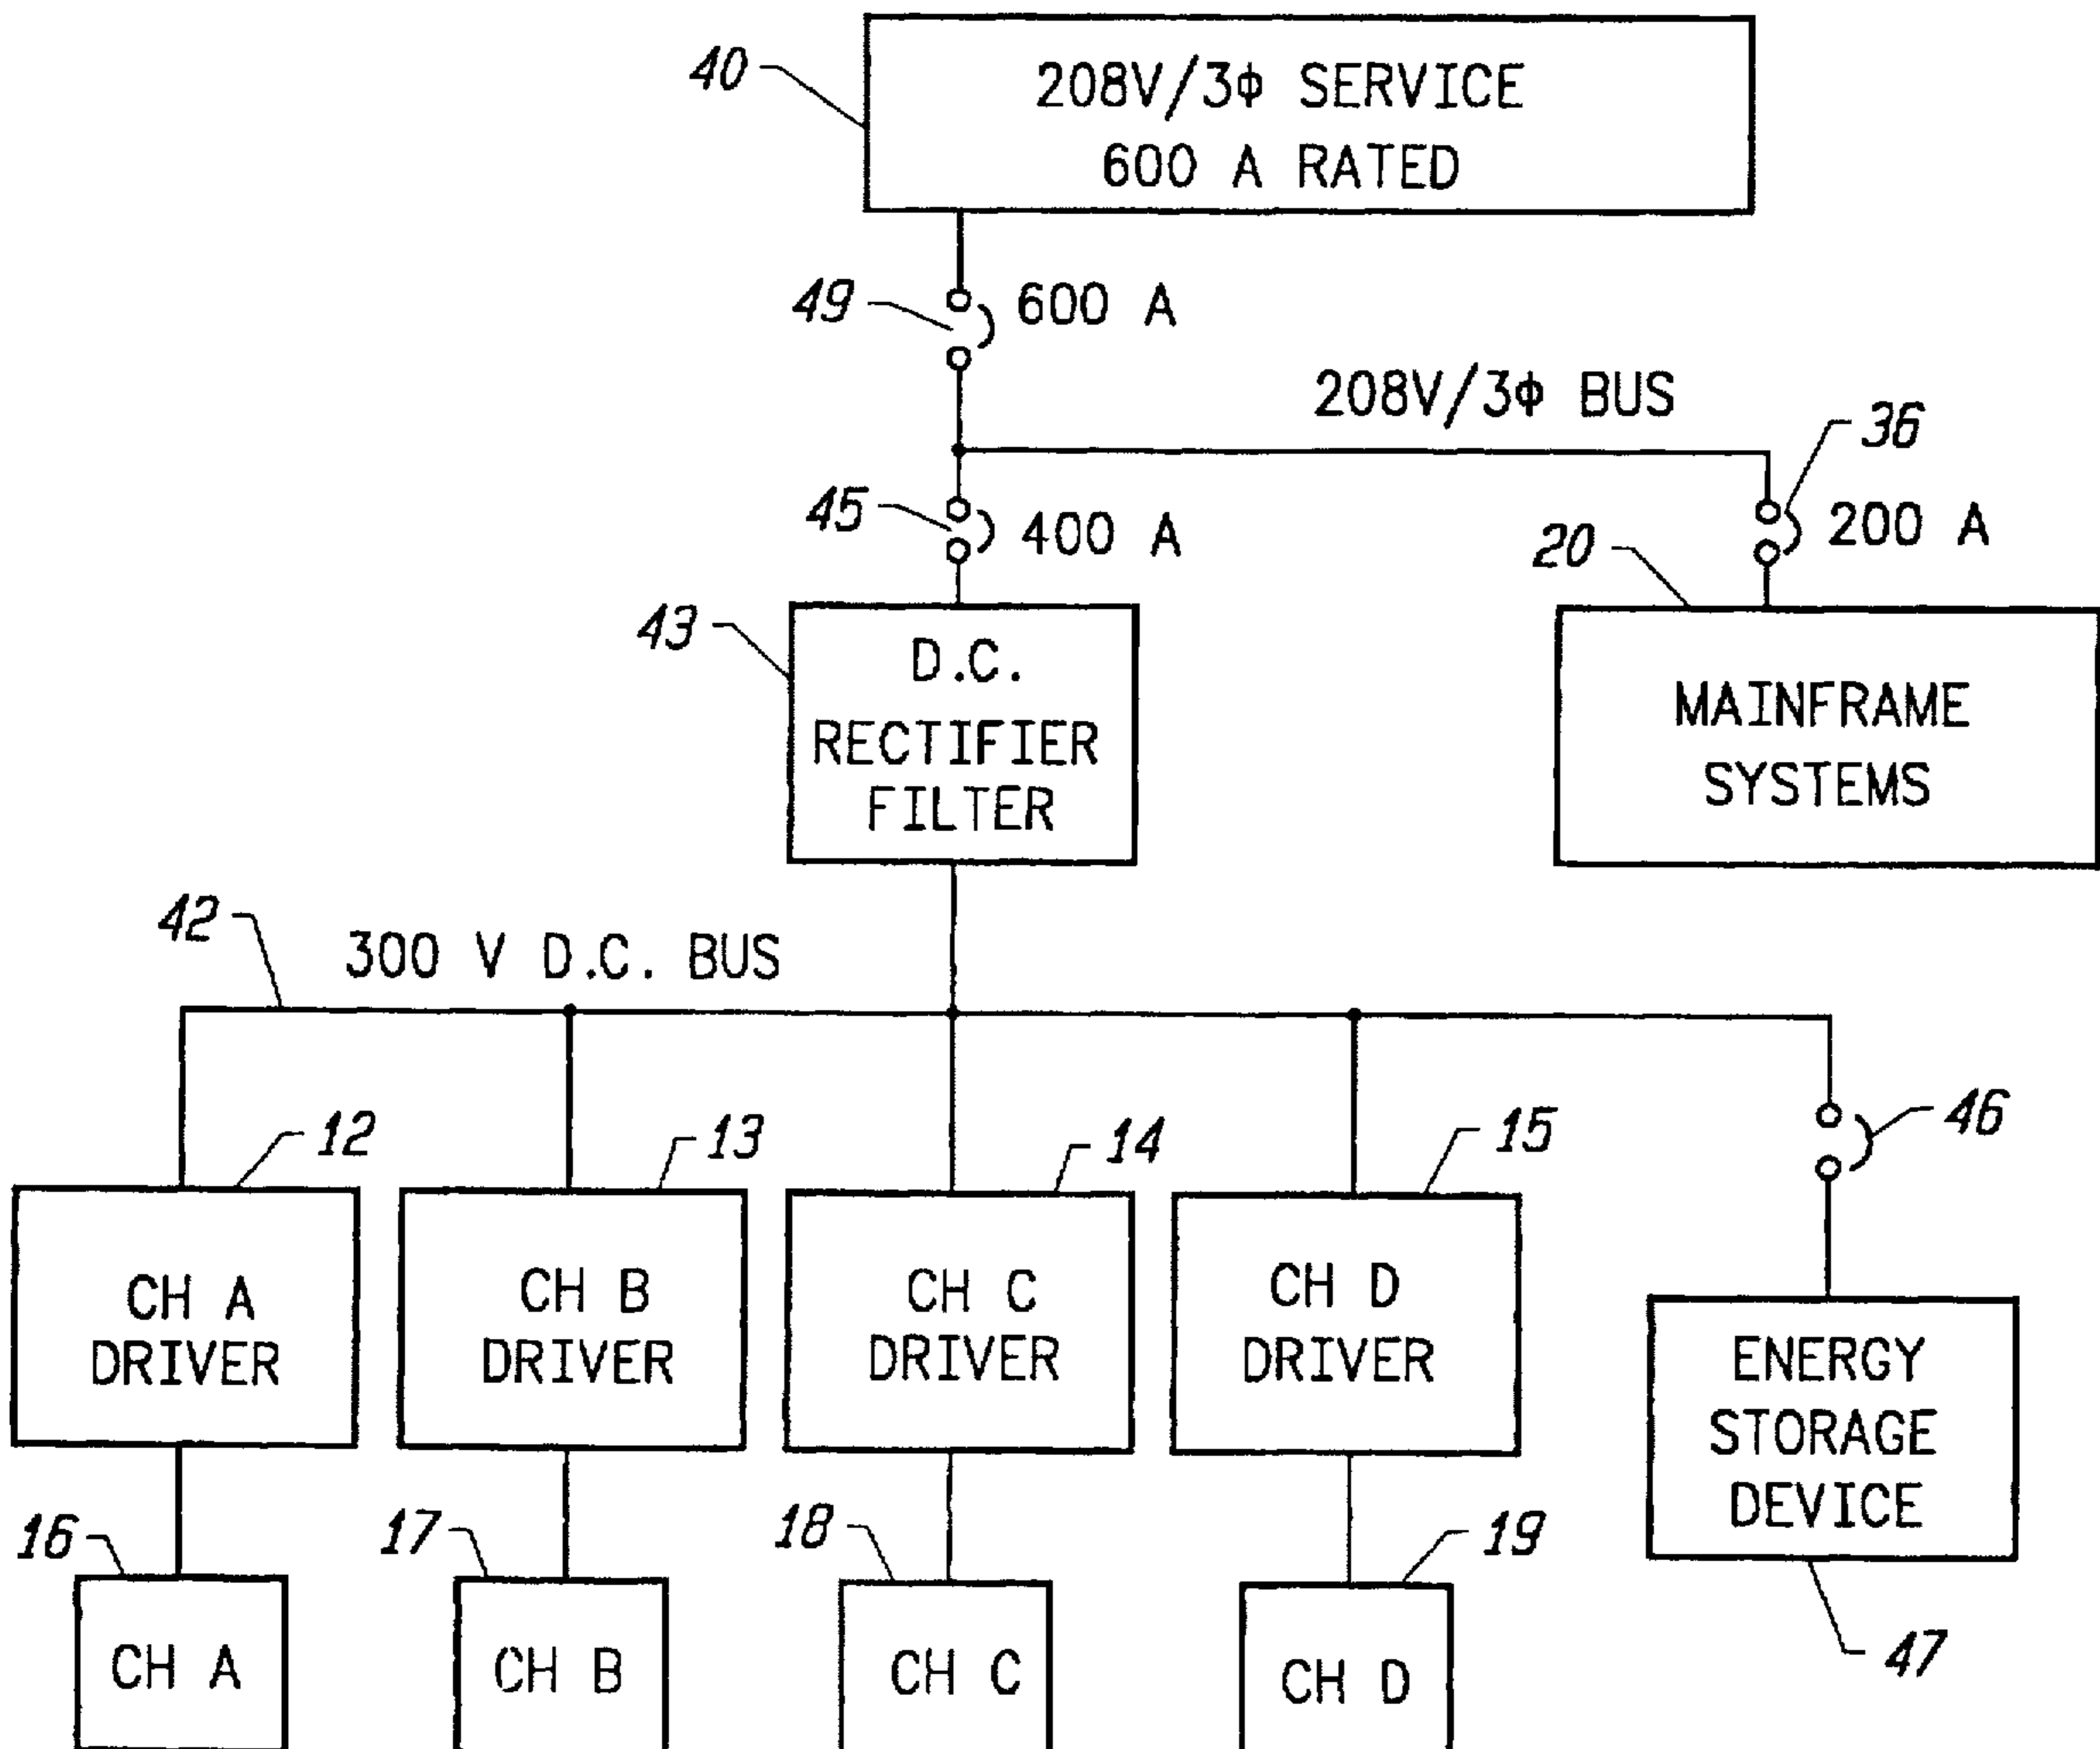 40
208V/3ϕ SERVICE
600 A RATED
49
600 A
208V/3ϕ BUS
36
45
400 A
200 A
20
43
D.C.
RECTIFIER
FILTER
MAINFRAME
SYSTEMS
42
300 V D.C. BUS
12
13
14
15
46
CH A
DRIVER
CH B
DRIVER
CH C
DRIVER
CH D
DRIVER
ENERGY
STORAGE
DEVICE
16
17
18
19
47
CH A
CH B
CH C
CH D